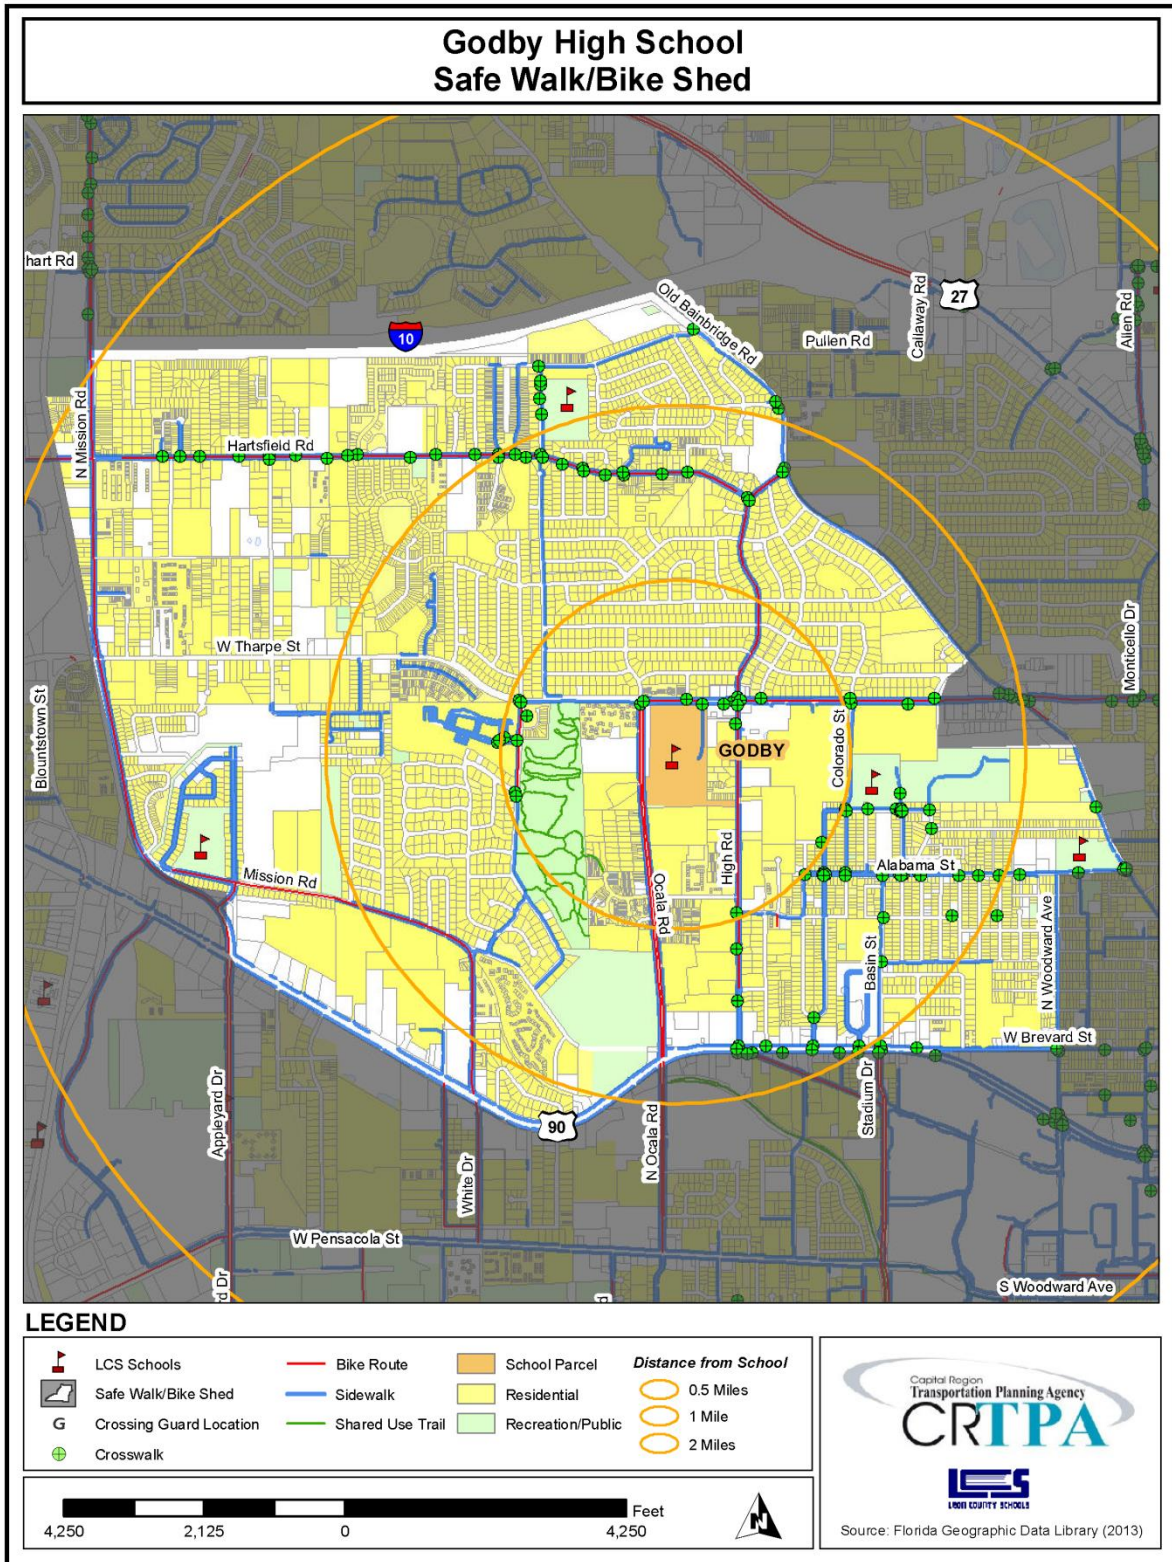 Godby High School
Safe Walk/Bike Shed
hart Rd
N Mission Rd
10
Old Bainbridge Rd
27
Callaway Rd
Pullen Rd
Allen Rd
Hartsfield Rd
W Tharpe St
Monticello Dr
Blountstown St
GODBY
Colorado St
High Rd
Ocala Rd
Alabama St
Mission Rd
Basin St
N Woodward Ave
W Brevard St
Appleyard Dr
White Dr
90
N Ocala Rd
Stadium Dr
W Pensacola St
S Woodward Ave
rd Dr
d
LEGEND
LCS Schools
Safe Walk/Bike Shed
G Crossing Guard Location
Crosswalk
Bike Route
Sidewalk
Shared Use Trail
School Parcel
Residential
Recreation/Public
Distance from School
0.5 Miles
1 Mile
2 Miles
Feet
4,250 2,125 0 4,250
N
Capital Region
Transportation Planning Agency
CRTPA
LCS
LEON COUNTY SCHOOLS
Source: Florida Geographic Data Library (2013)